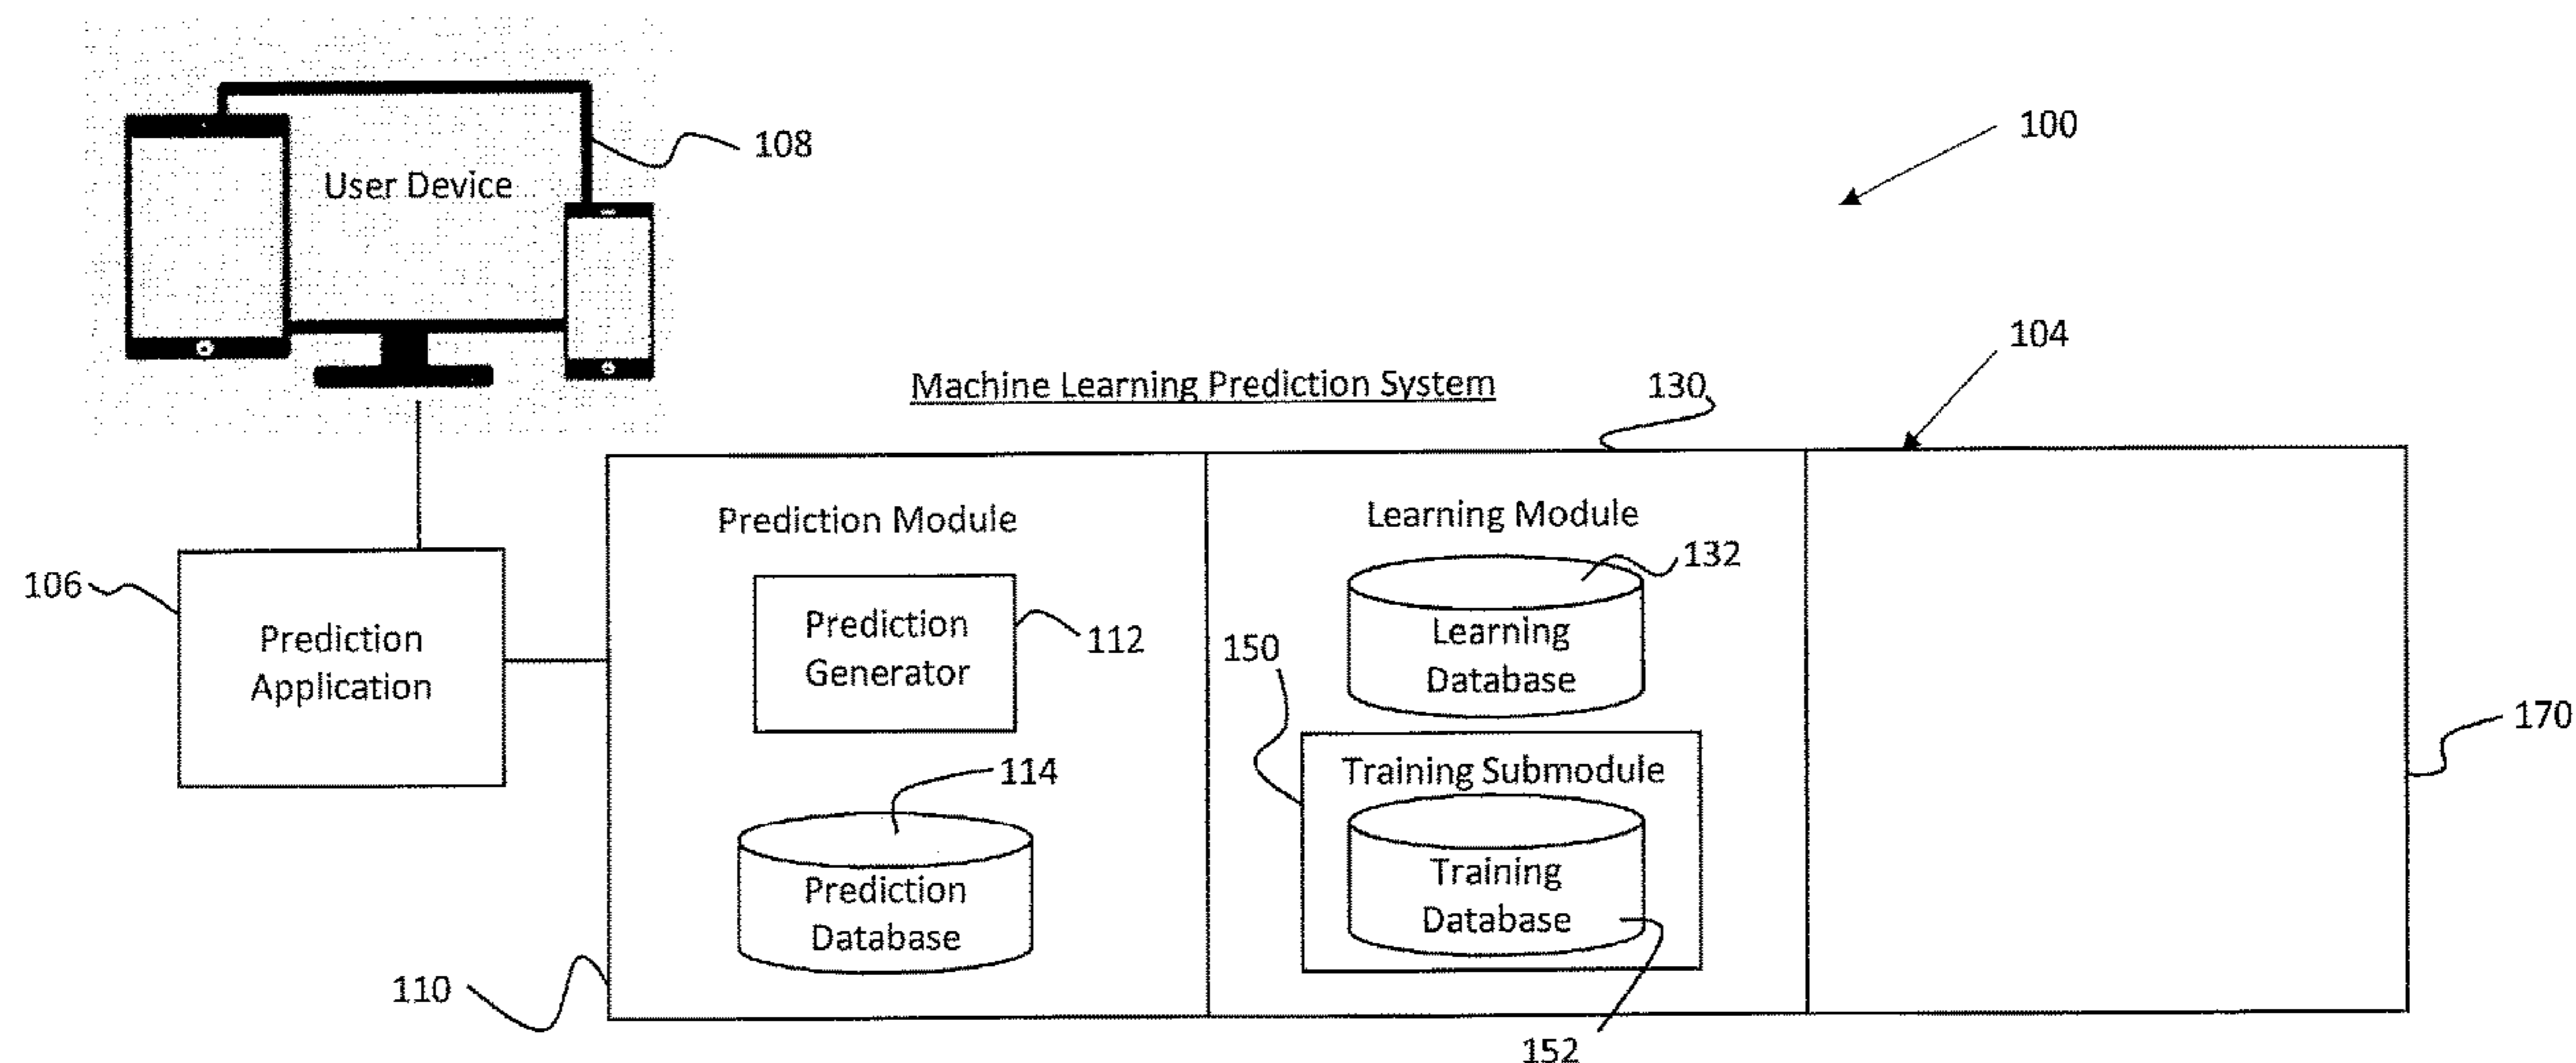 User Device
108
100
104
Machine Learning Prediction System
130
106
Prediction
Application
Prediction Module
Prediction
Generator
112
114
Prediction
Database
110
Learning Module
132
Learning
Database
150
Training Submodule
Training
Database
152
170